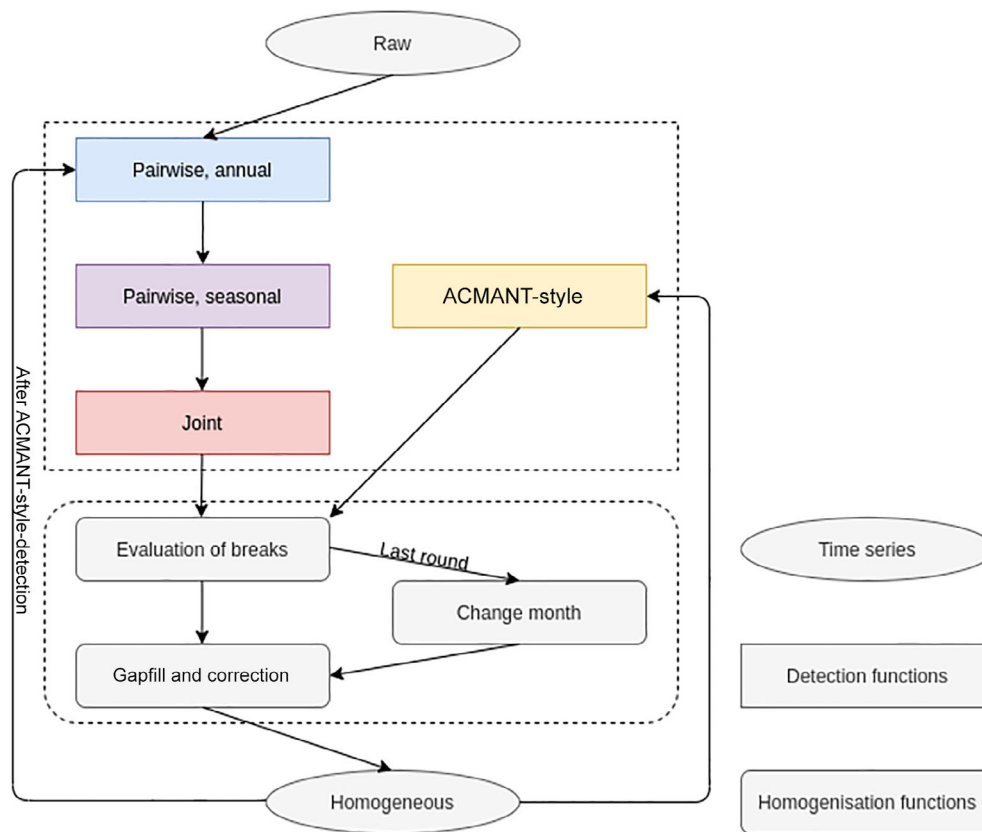 Raw
Pairwise, annual
Pairwise, seasonal
ACMANT-style
Joint
After ACMANT-style-detection
Evaluation of breaks
Last round
Change month
Gapfill and correction
Homogeneous
Time series
Detection functions
Homogenisation functions